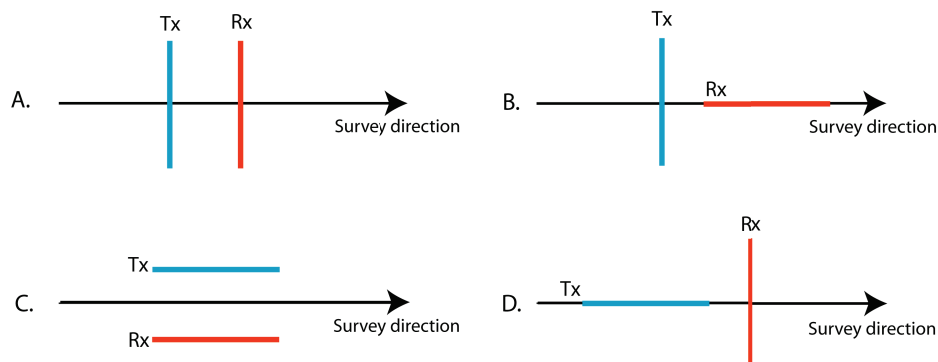 Tx
Rx
A.
Survey direction
Tx
B.
Rx
Survey direction
Tx
C.
Survey direction
Rx
Rx
D.
Tx
Survey direction